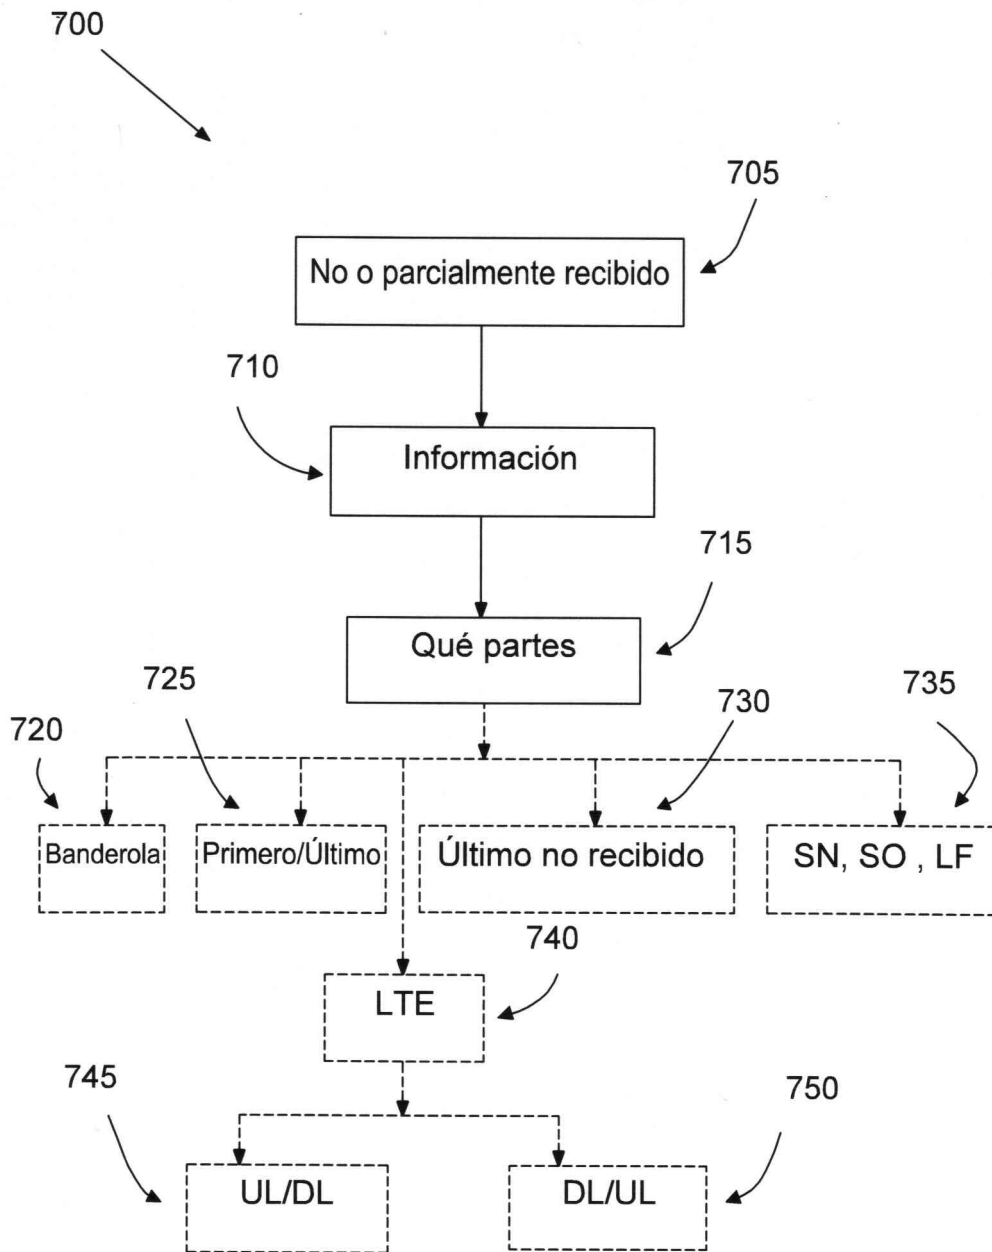 700
705
No o parcialmente recibido
710
Información
715
Qué partes
725
730
735
720
Banderola
Primero/Último
Último no recibido
SN, SO , LF
740
LTE
745
750
UL/DL
DL/UL